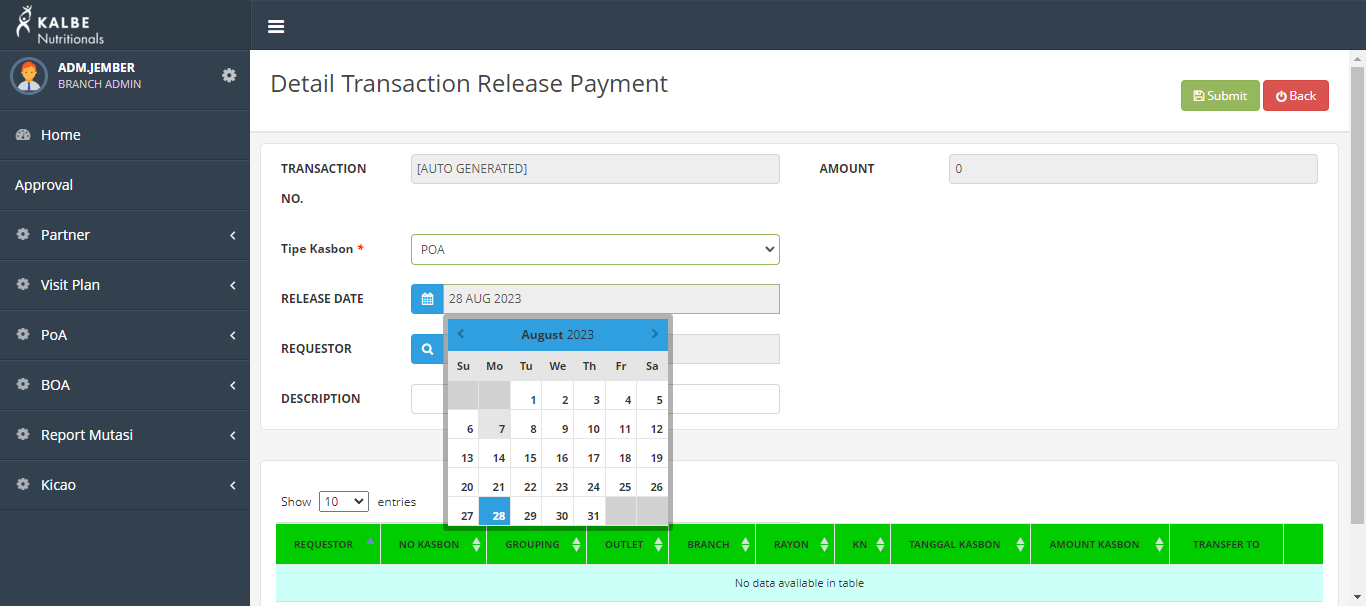 KALBE
Nutritionals
ADM.JEMBER
BRANCH ADMIN
Home
Approval
Partner
Visit Plan
PoA
BOA
Report Mutasi
Kicao
Detail Transaction Release Payment
Submit
Back
TRANSACTION NO.
[AUTO GENERATED]
AMOUNT
0
Tipe Kasbon *
POA
RELEASE DATE
28 AUG 2023
REQUESTOR
DESCRIPTION
August 2023
Su Mo Tu We Th Fr Sa
1 2 3 4 5
6 7 8 9 10 11 12
13 14 15 16 17 18 19
20 21 22 23 24 25 26
27 28 29 30 31
Show 10 entries
REQUESTOR NO KASBON GROUPING OUTLET BRANCH RAYON KN TANGGAL KASBON AMOUNT KASBON TRANSFER TO
No data available in table